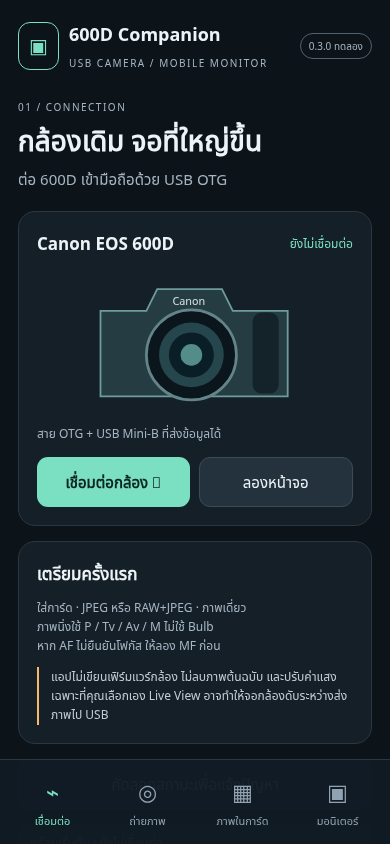 600D Companion
USB CAMERA / MOBILE MONITOR
0.3.0 ทดลอง
01 / CONNECTION
กล้องเดิม จอที่ใหญ่ขึ้น
ต่อ 600D เข้ามือถือด้วย USB OTG
Canon EOS 600D
ยังไม่เชื่อมต่อ
Canon
สาย OTG + USB Mini-B ที่ส่งข้อมูลได้
เชื่อมต่อกล้อง
ลองหน้าจอ
เตรียมครั้งแรก
ใส่การ์ด · JPEG หรือ RAW+JPEG · ภาพเดี่ยว
ภาพนิ่งใช้ P / Tv / Av / M ไม่ใช้ Bulb
หาก AF ไม่ยืนยันโฟกัส ให้ลอง MF ก่อน
แอปไม่เขียนเฟิร์มแวร์กล้อง ไม่ลบภาพต้นฉบับ และปรับค่าแสง
เฉพาะที่คุณเลือกเอง Live View อาจทำให้จอกล้องดับระหว่างส่ง
ภาพไป USB
เชื่อมต่อ
ถ่ายภาพ
ภาพในการ์ด
มอนิเตอร์